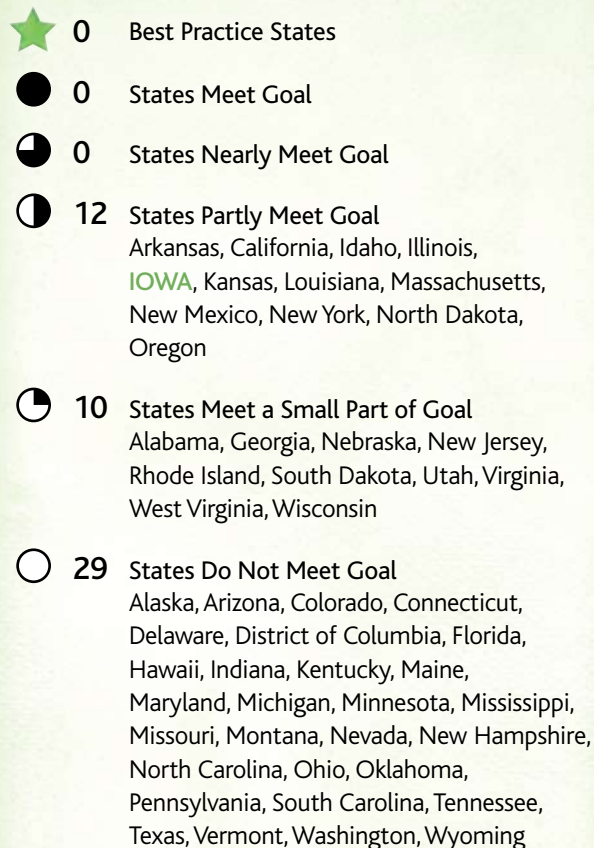 0 Best Practice States
0 States Meet Goal
0 States Nearly Meet Goal
12 States Partly Meet Goal
Arkansas, California, Idaho, Illinois,
IOWA, Kansas, Louisiana, Massachusetts,
New Mexico, New York, North Dakota,
Oregon
10 States Meet a Small Part of Goal
Alabama, Georgia, Nebraska, New Jersey,
Rhode Island, South Dakota, Utah, Virginia,
West Virginia, Wisconsin
29 States Do Not Meet Goal
Alaska, Arizona, Colorado, Connecticut,
Delaware, District of Columbia, Florida,
Hawaii, Indiana, Kentucky, Maine,
Maryland, Michigan, Minnesota, Mississippi,
Missouri, Montana, Nevada, New Hampshire,
North Carolina, Ohio, Oklahoma,
Pennsylvania, South Carolina, Tennessee,
Texas, Vermont, Washington, Wyoming